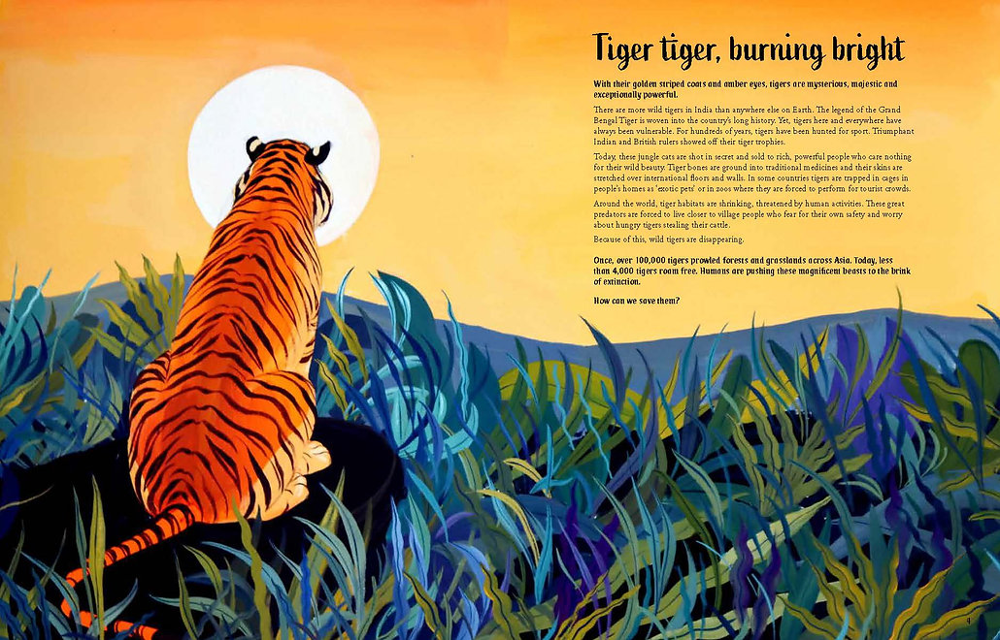 Tiger tiger, burning bright
With their golden striped coats and amber eyes, tigers are mysterious, majestic and
exceptionally powerful.
There are more wild tigers in India than anywhere else on Earth. The legend of the Grand
Bengal Tiger is woven into the country's long history. Yet, tigers here and everywhere have
always been vulnerable. For hundreds of years, tigers have been hunted for sport. Triumphant
Indian and British rulers showed off their tiger trophies.
Today, these jungle cats are shot in secret and sold to rich, powerful people who care nothing
for their wild beauty. Tiger bones are ground into traditional medicines and their skins are
stretched over international floors and walls. In some countries tigers are trapped in cages in
people's homes as 'exotic pets' or in zoos where they are forced to perform for tourist crowds.
Around the world, tiger habitats are shrinking, threatened by human activities. These great
predators are forced to live closer to village people who fear for their own safety and worry
about hungry tigers stealing their cattle.
Because of this, wild tigers are disappearing.
Once, over 100,000 tigers prowled forests and grasslands across Asia. Today, less
than 4,000 tigers roam free. Humans are pushing these magnificent beasts to the brink
of extinction.
How can we save them?
9